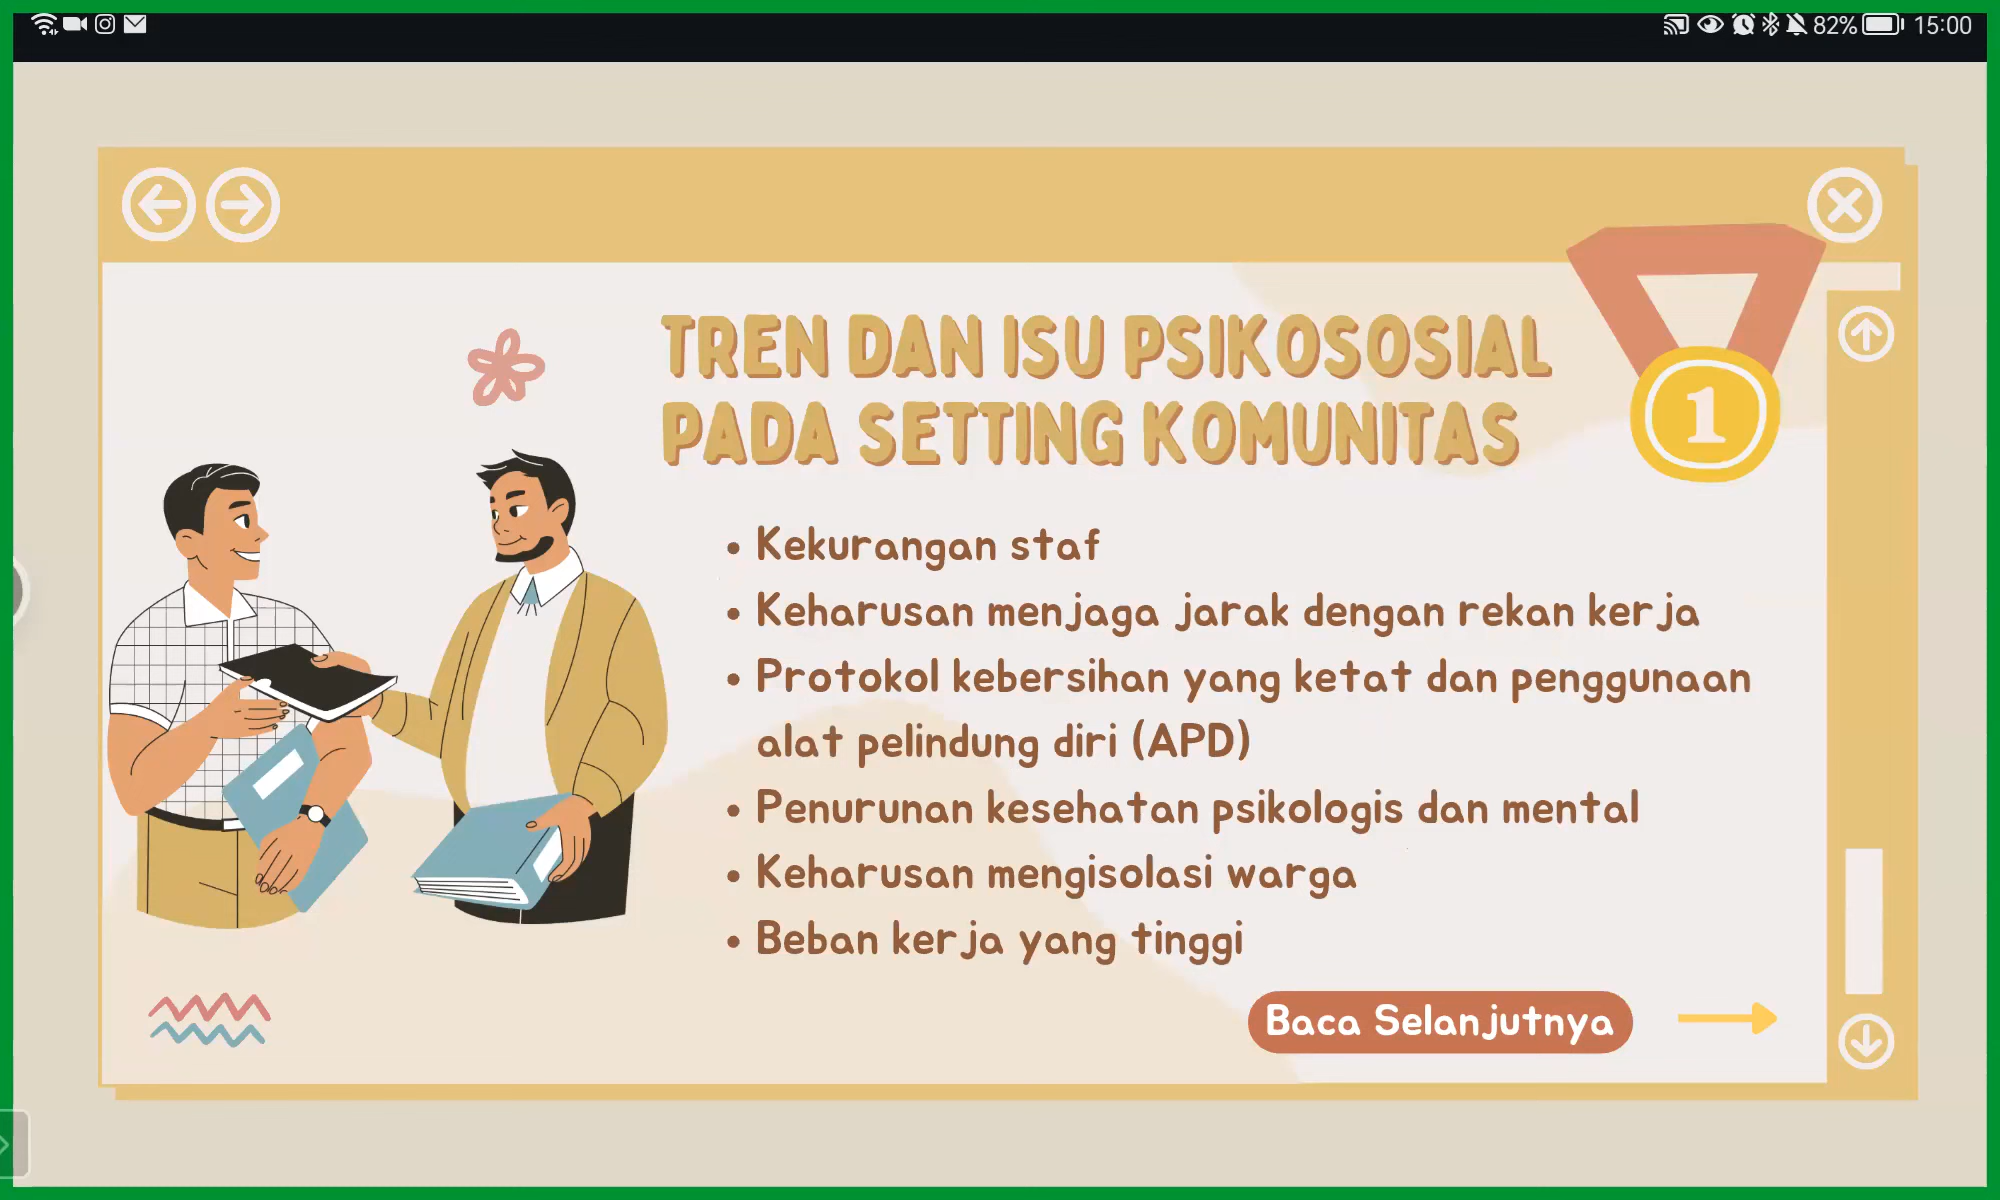 82% 15:00
TREN DAN ISU PSIKOSOSIAL
PADA SETTING KOMUNITAS
1
• Kekurangan staf
• Keharusan menjaga jarak dengan rekan kerja
• Protokol kebersihan yang ketat dan penggunaan
alat pelindung diri (APD)
• Penurunan kesehatan psikologis dan mental
• Keharusan mengisolasi warga
• Beban kerja yang tinggi
Baca Selanjutnya